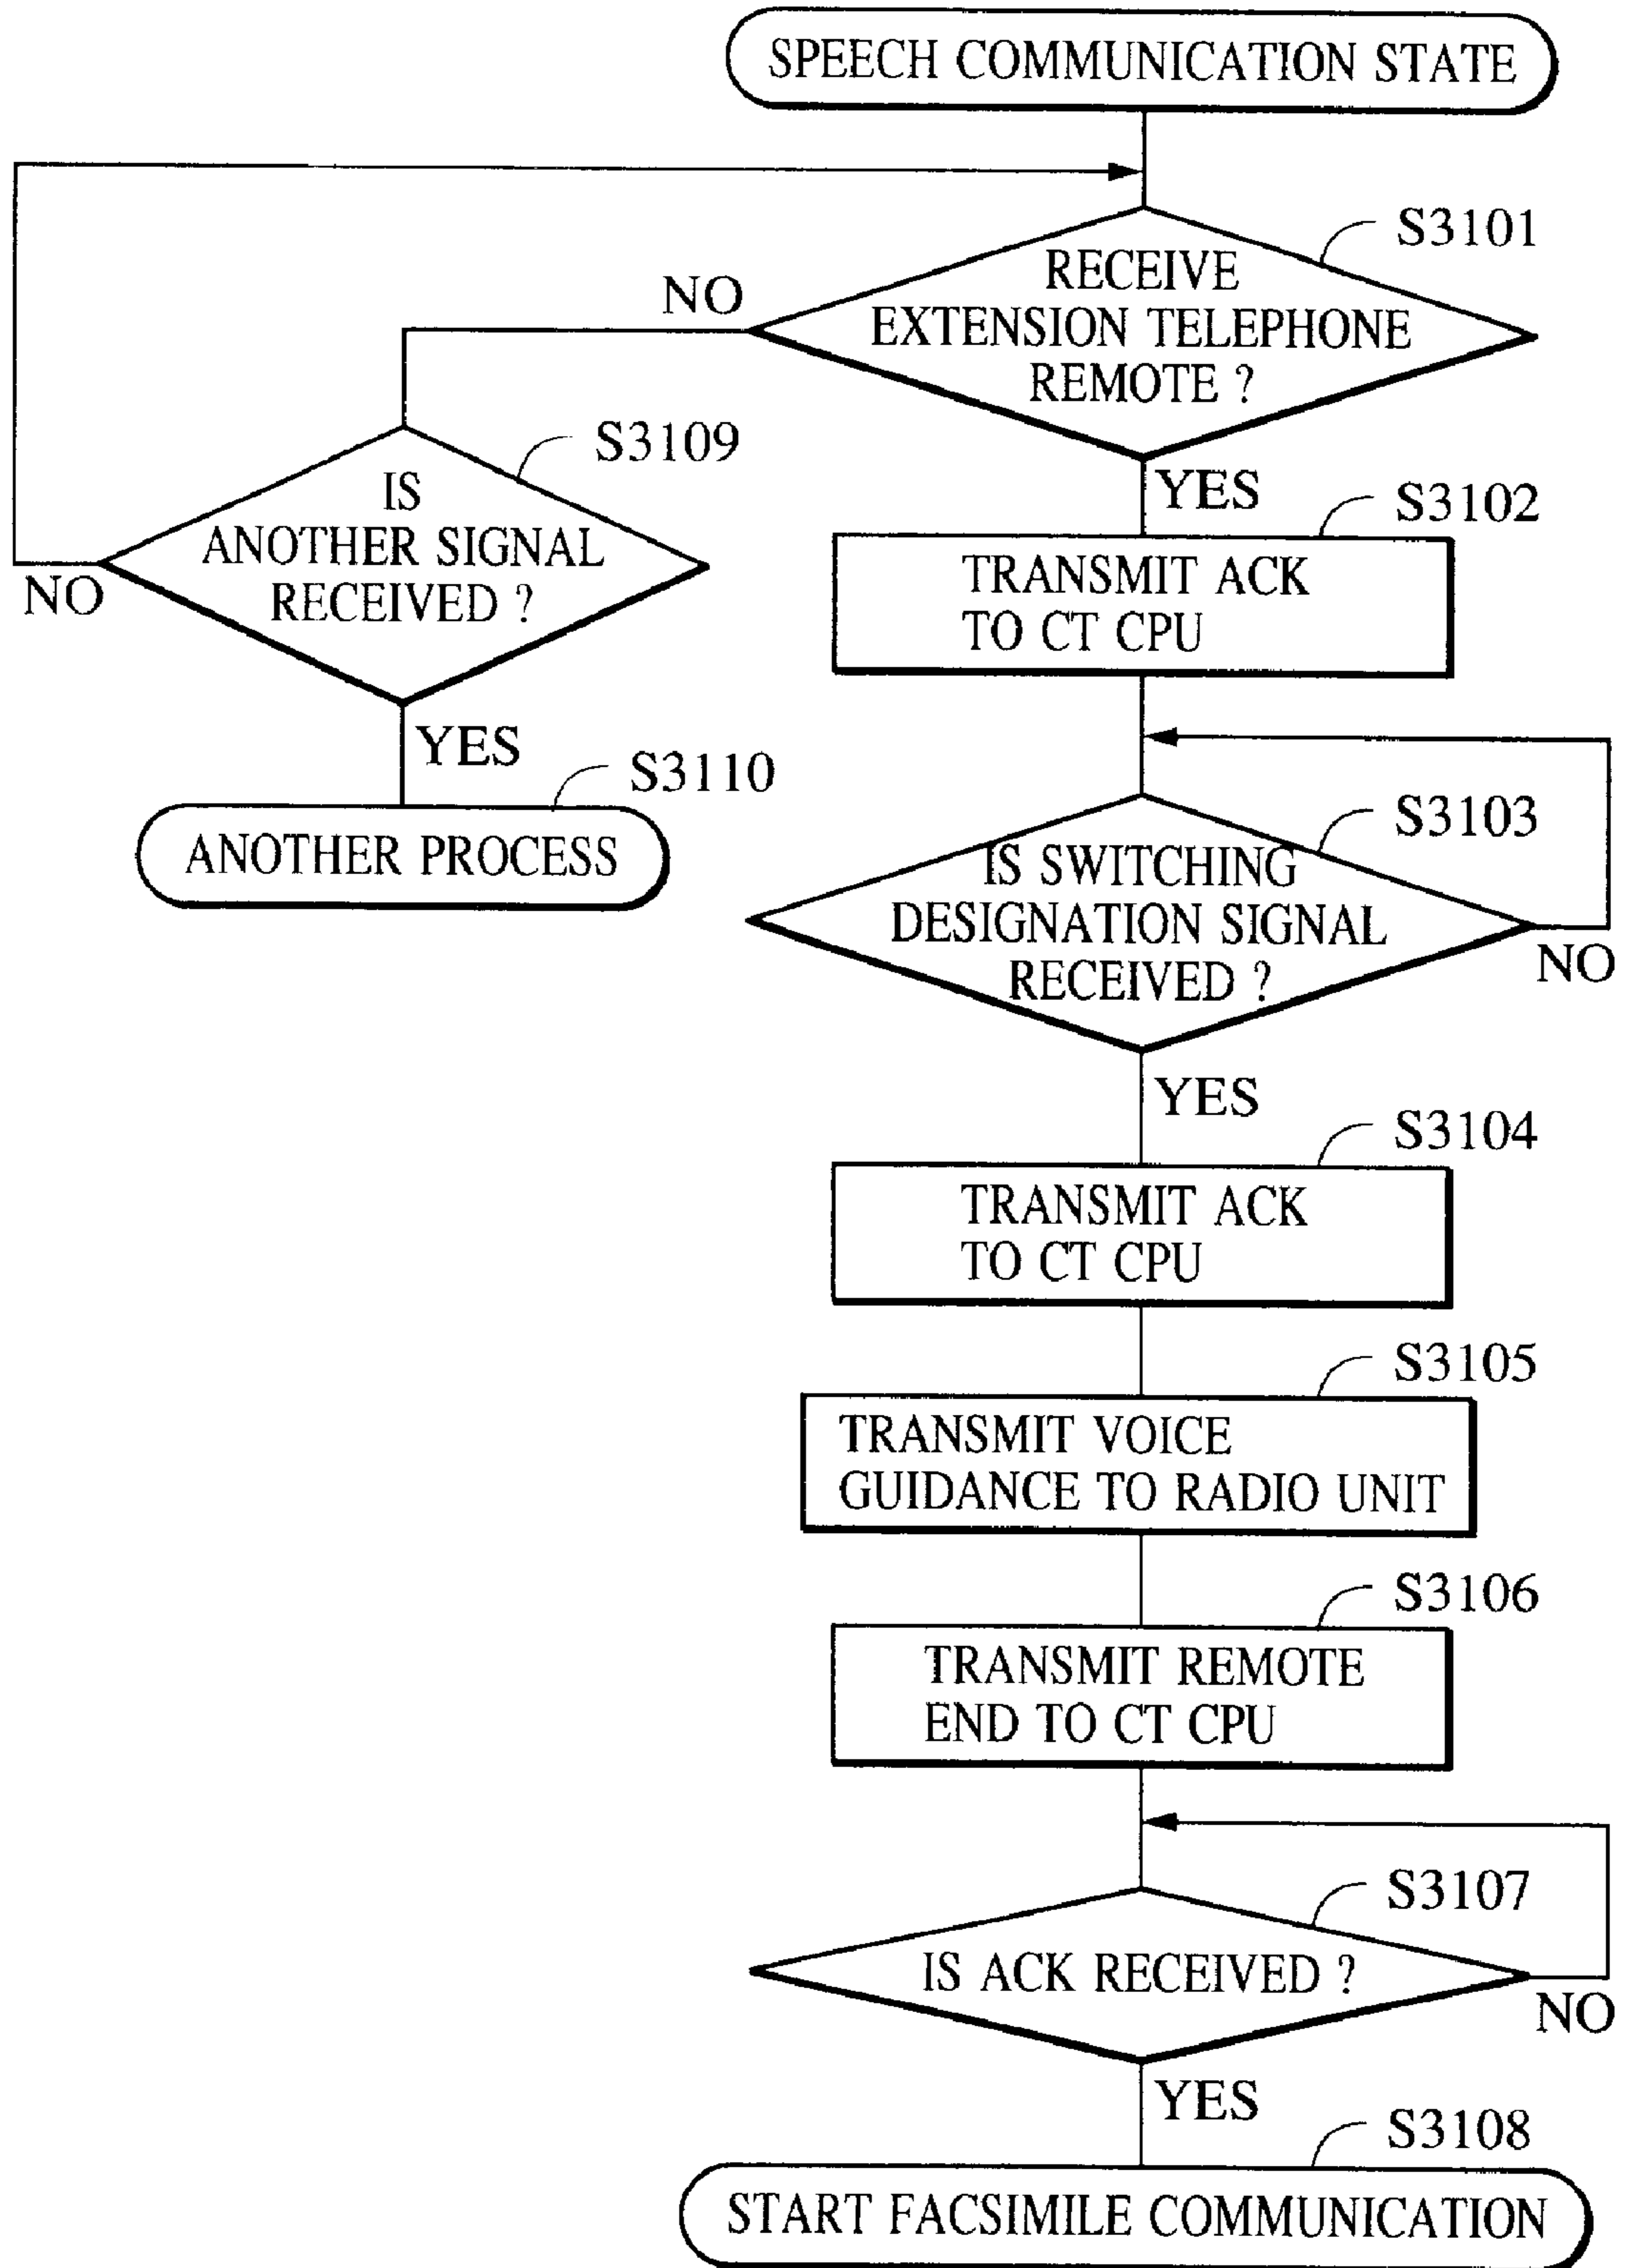 SPEECH COMMUNICATION STATE
S3101
RECEIVE
EXTENSION TELEPHONE
REMOTE ?
NO
YES
S3109
IS
ANOTHER SIGNAL
RECEIVED ?
NO
YES
S3110
ANOTHER PROCESS
S3102
TRANSMIT ACK
TO CT CPU
S3103
IS SWITCHING
DESIGNATION SIGNAL
RECEIVED ?
NO
YES
S3104
TRANSMIT ACK
TO CT CPU
S3105
TRANSMIT VOICE
GUIDANCE TO RADIO UNIT
S3106
TRANSMIT REMOTE
END TO CT CPU
S3107
IS ACK RECEIVED ?
NO
YES
S3108
START FACSIMILE COMMUNICATION